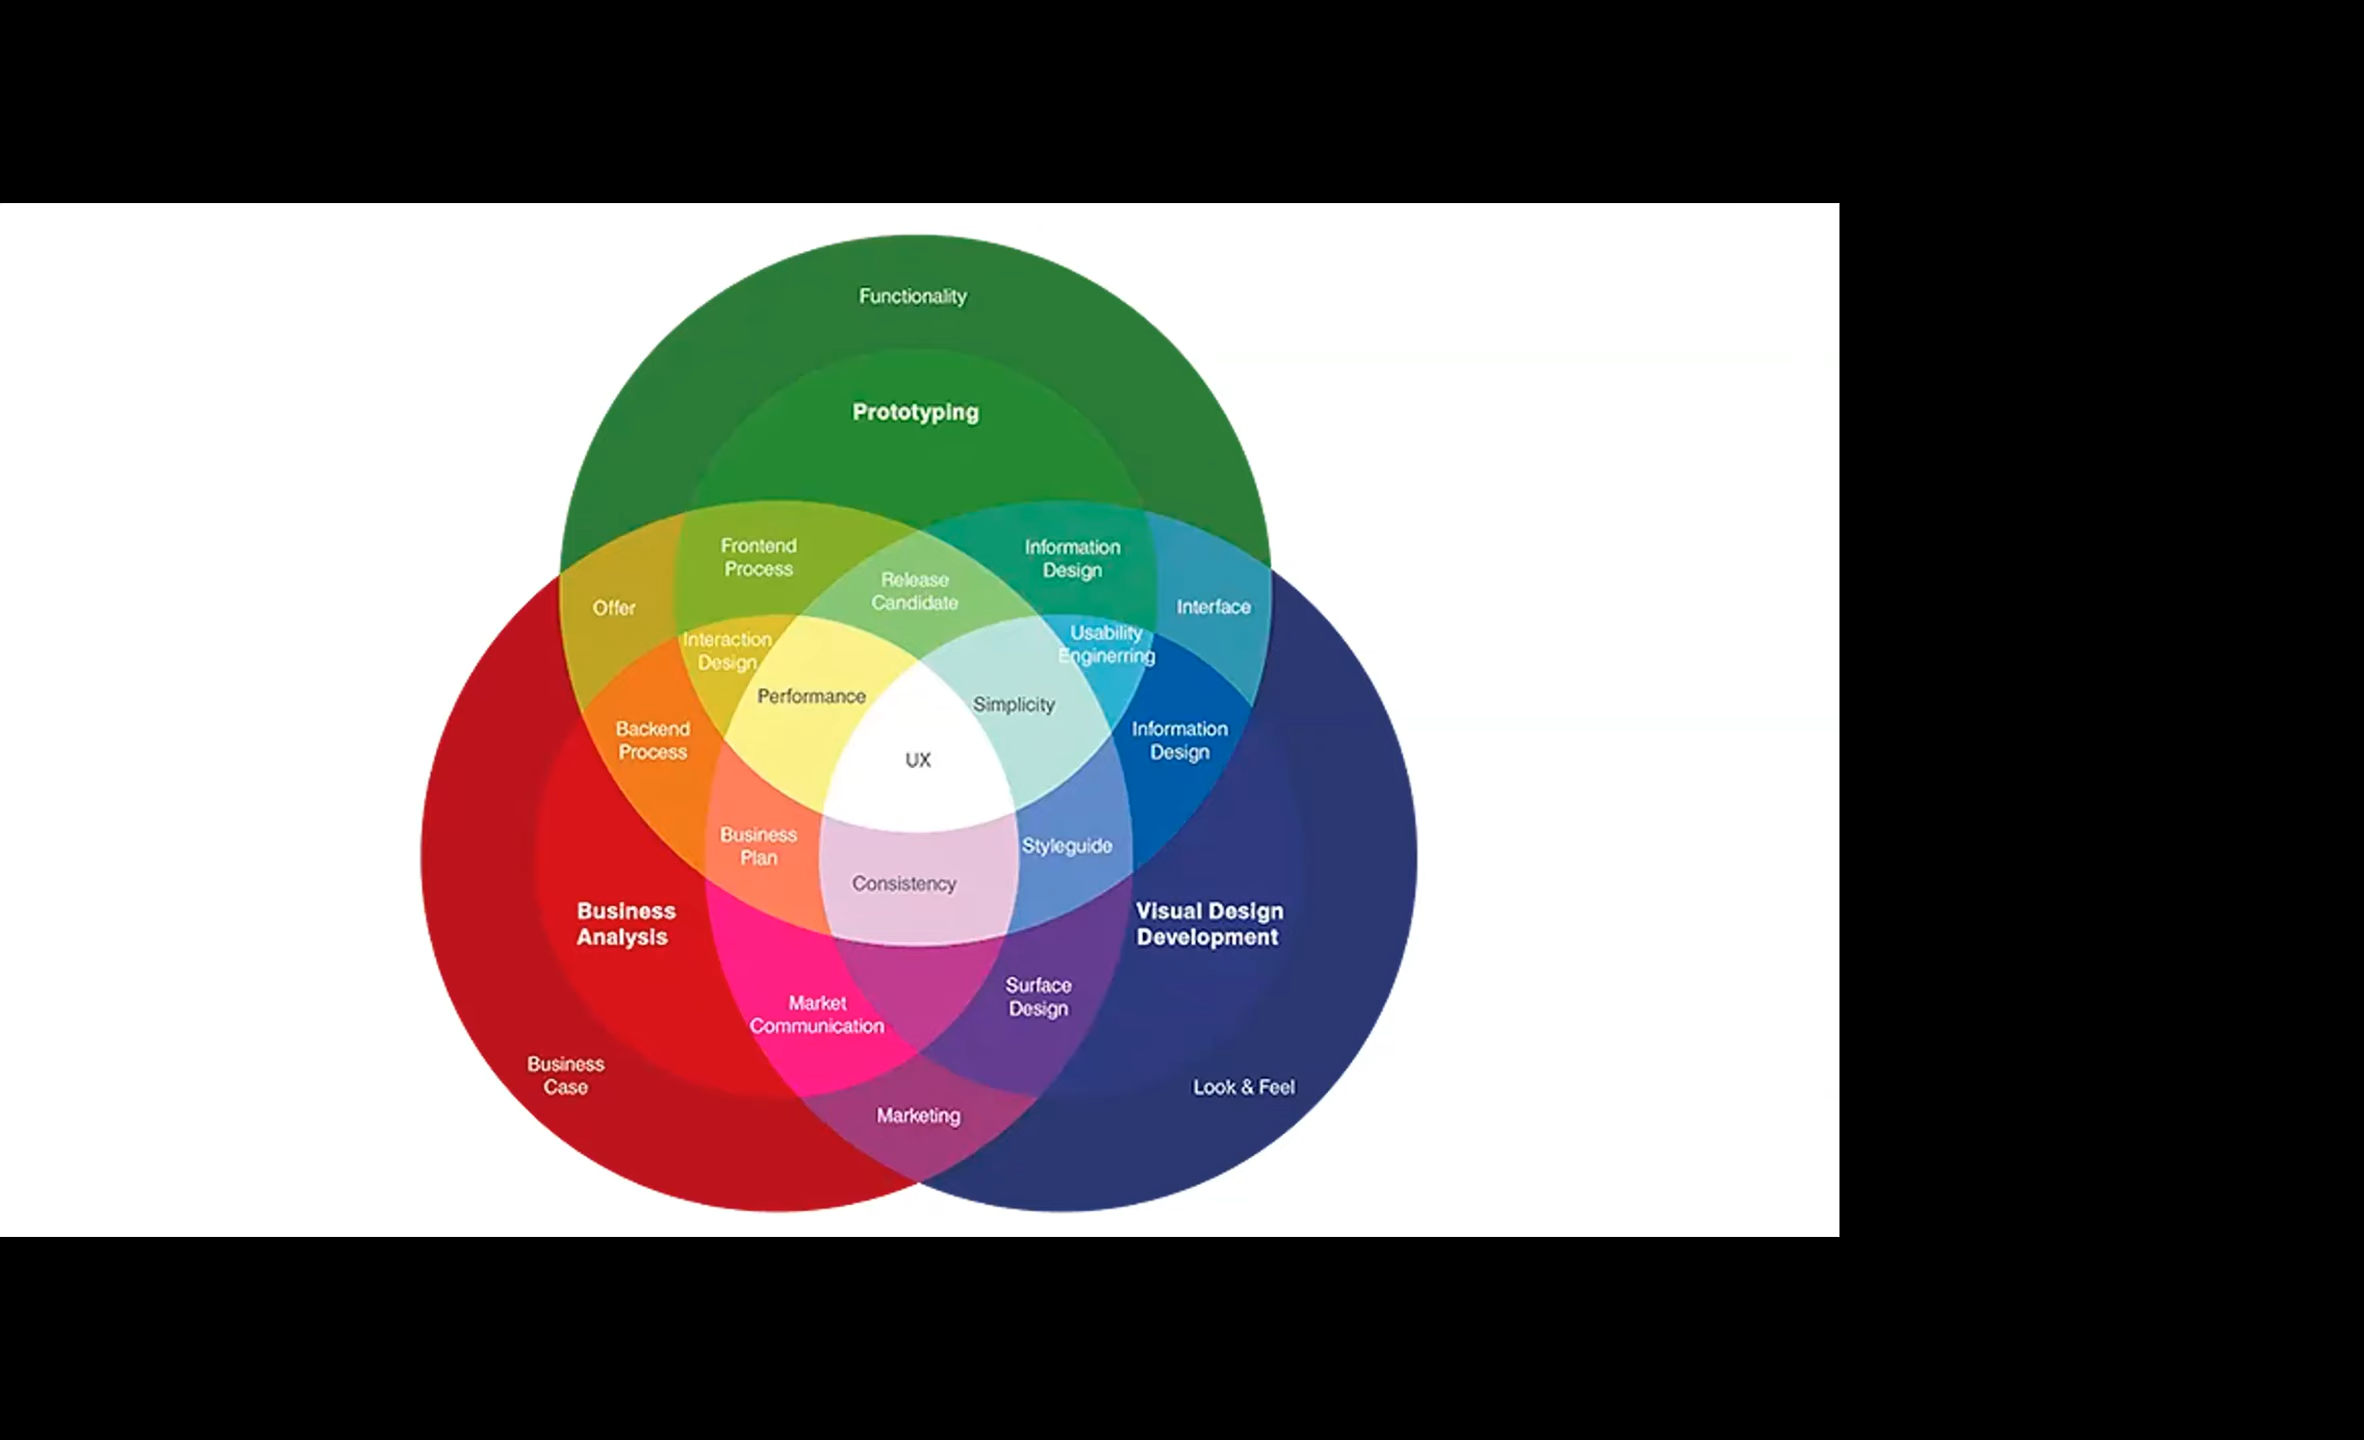 Functionality
Prototyping
Frontend
Process
Information
Design
Release
Candidate
Offer
Interface
Interaction
Design
Usability
Enginerring
Performance
Simplicity
Backend
Process
UX
Information
Design
Business
Plan
Styleguide
Consistency
Business
Analysis
Visual Design
Development
Market
Communication
Surface
Design
Business
Case
Look & Feel
Marketing